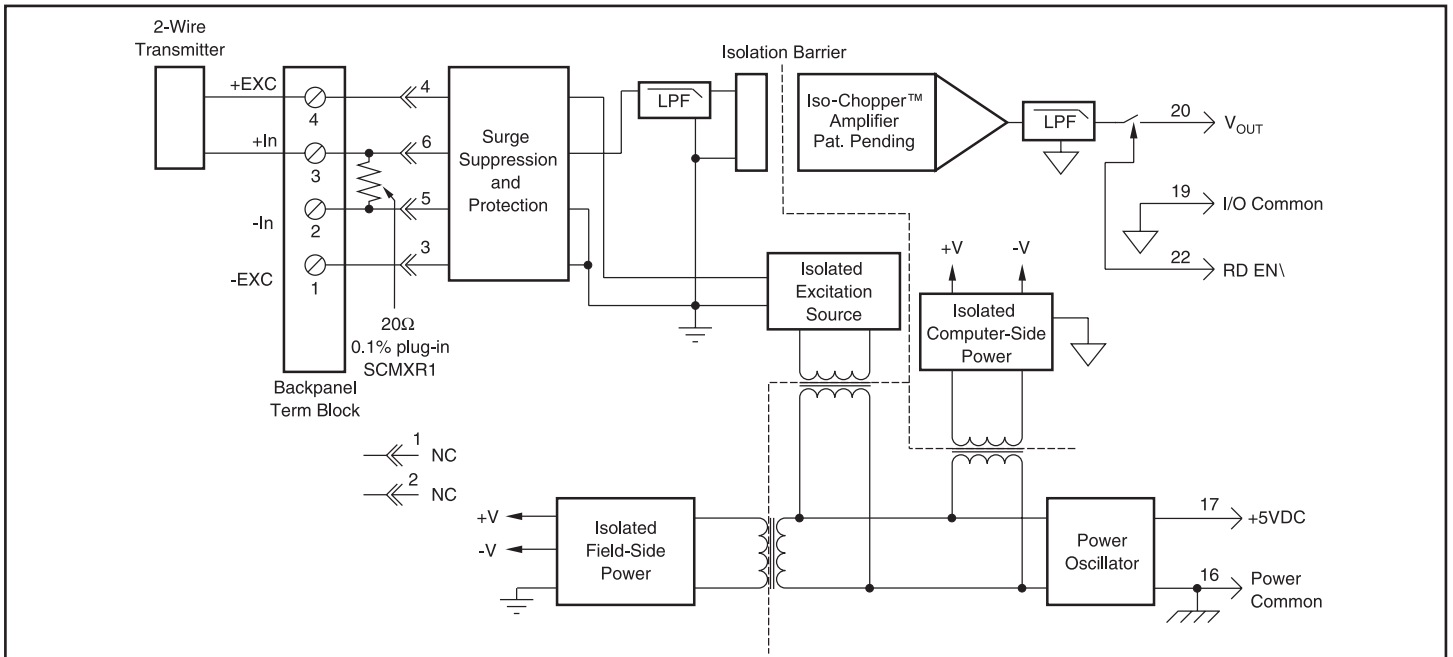 2-Wire
Transmitter
+EXC
4
4
+In
3
6
-In
2
5
-EXC
1
3
20Ω
0.1% plug-in
SCMXR1
Backpanel
Term Block
Surge
Suppression
and
Protection
LPF
Isolation Barrier
Iso-Chopper™
Amplifier
Pat. Pending
LPF
20
VOUT
19
I/O Common
22
RD EN\
Isolated
Excitation
Source
+V
-V
Isolated
Computer-Side
Power
1
NC
2
NC
+V
-V
Isolated
Field-Side
Power
Power
Oscillator
17
+5VDC
16
Power
Common